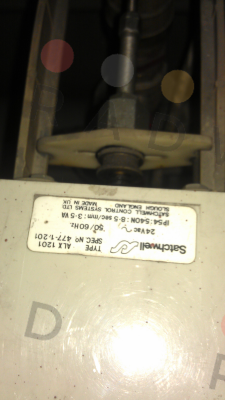 Satchwell
TYPE ALX 1201
SPEC Nº 477-1-201
24Vac 50/60Hz
IP54:540N:8·5 sec/mm:3·5 VA
SATCHWELL CONTROL SYSTEMS LTD
SLOUGH ENGLAND MADE IN UK